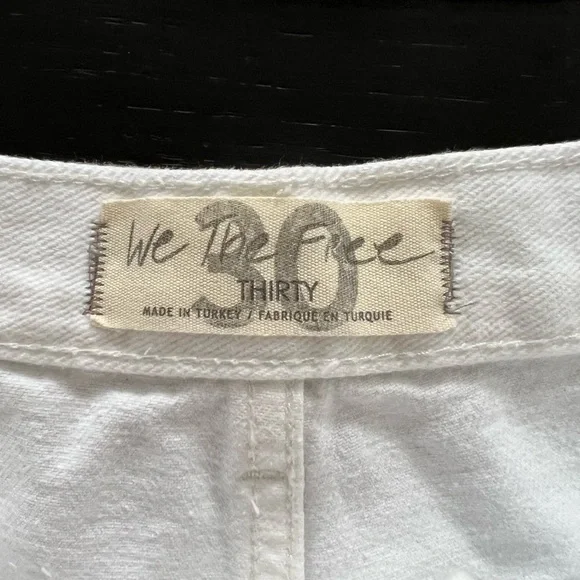 We The Free
30
THIRTY
MADE IN TURKEY / FABRIQUE EN TURQUIE